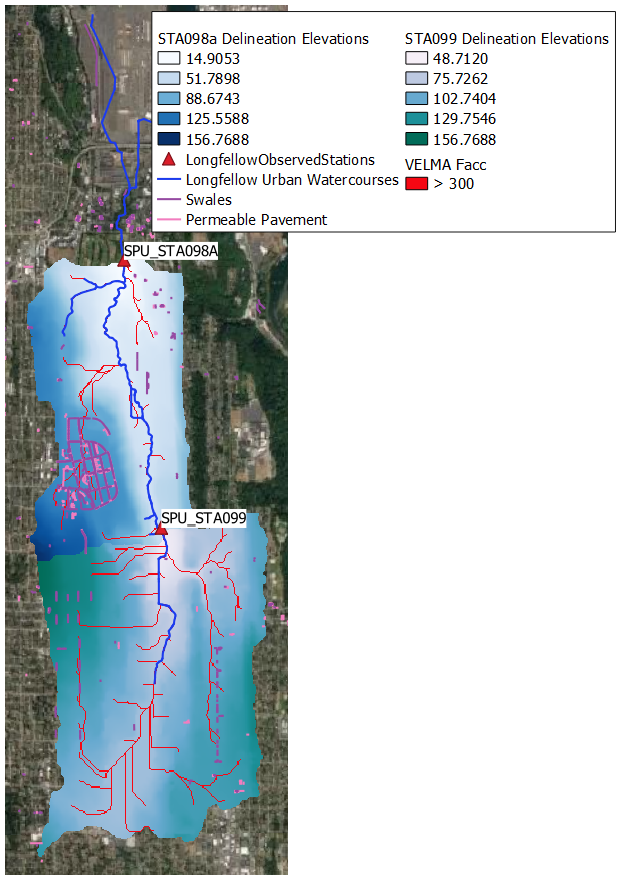 STA098a Delineation Elevations
14.9053
51.7898
88.6743
125.5588
156.7688
LongfellowObservedStations
Longfellow Urban Watercourses
Swales
Permeable Pavement
STA099 Delineation Elevations
48.7120
75.7262
102.7404
129.7546
156.7688
VELMA Facc
> 300
SPU_STA098A
SPU_STA099